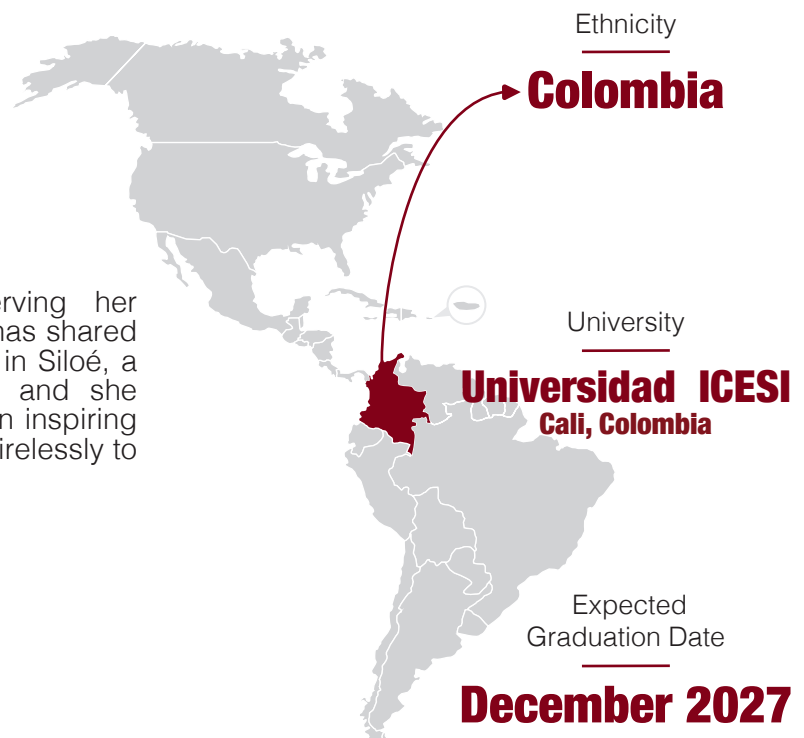 erving her
has shared
in Siloé, a
and she
n inspiring
irelessly to
Ethnicity
Colombia
University
Universidad ICESI
Cali, Colombia
Expected
Graduation Date
December 2027